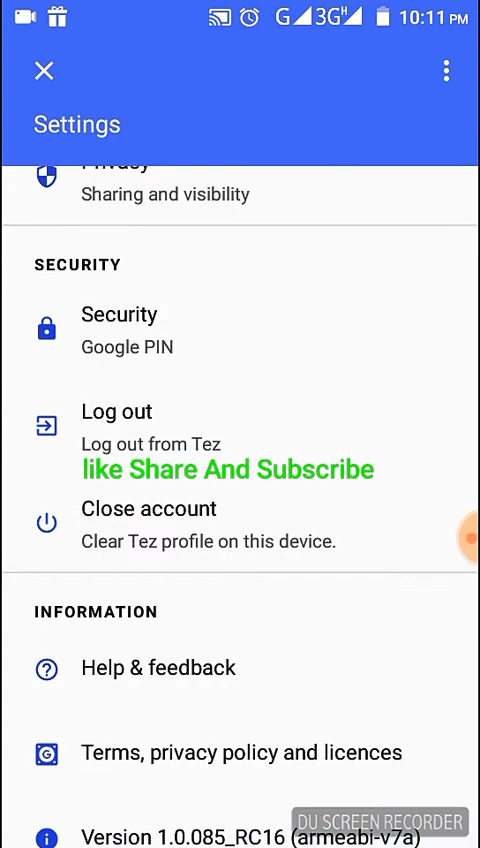 G 3G H 10:11 PM
Settings
Privacy
Sharing and visibility
SECURITY
Security
Google PIN
Log out
Log out from Tez
like Share And Subscribe
Close account
Clear Tez profile on this device.
INFORMATION
Help & feedback
Terms, privacy policy and licences
DU SCREEN RECORDER
Version 1.0.085_RC16 (armeabi-v7a)